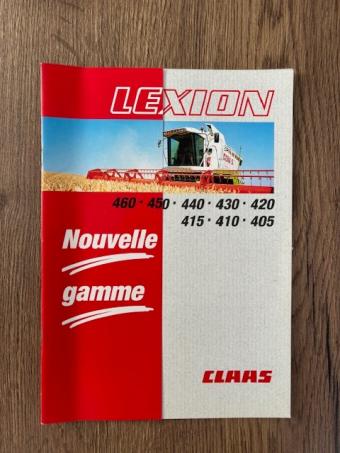 LEXION
460 · 450 · 440 · 430 · 420
415 · 410 · 405
Nouvelle
gamme
CLAAS